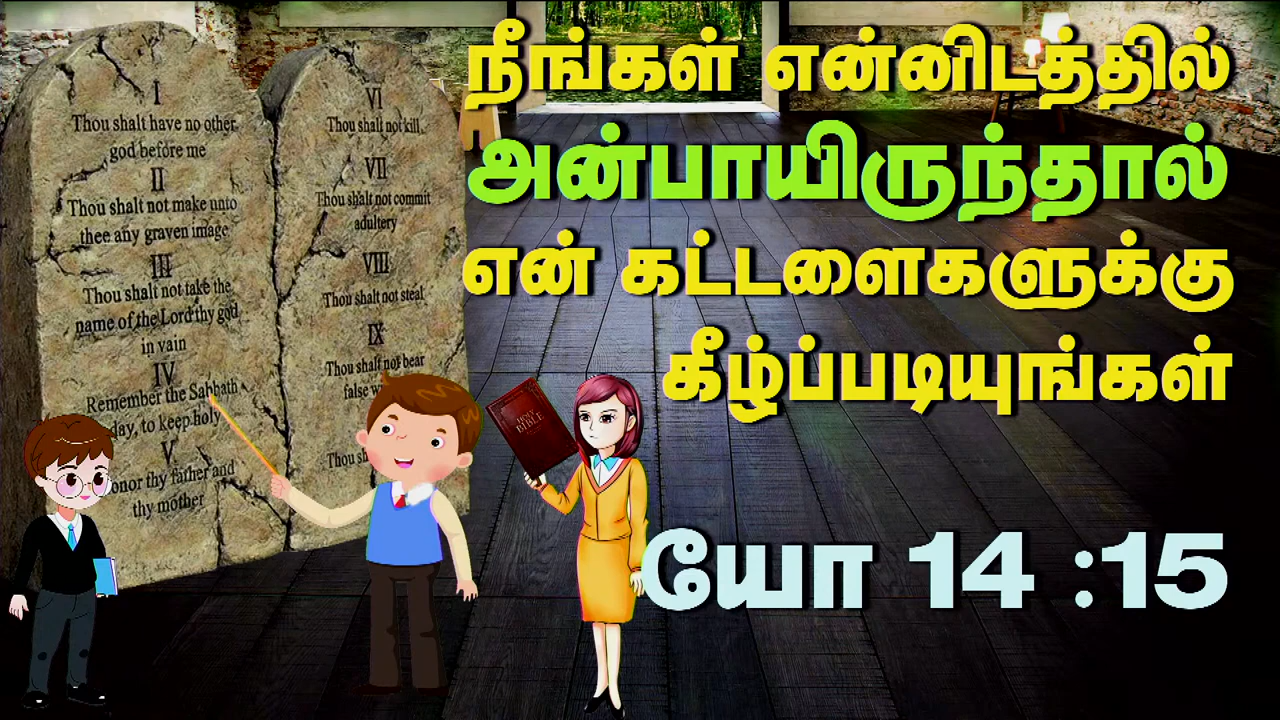 I
Thou shalt have no other
god before me
II
Thou shalt not make unto
thee any graven image
III
Thou shalt not take the
name of the Lord thy god
in vain
IV
Remember the Sabbath
day, to keep holy
V
thy father and
thy mother
VI
Thou shalt not kill
VII
Thou shalt not commit
adultery
VIII
Thou shalt not steal
IX
Thou shalt not bear
false
Thou
HOLY
BIBLE
நீங்கள் என்னிடத்தில்
அன்பாயிருந்தால்
என் கட்டளைகளுக்கு
கீழ்ப்படியுங்கள்
யோ 14 :15